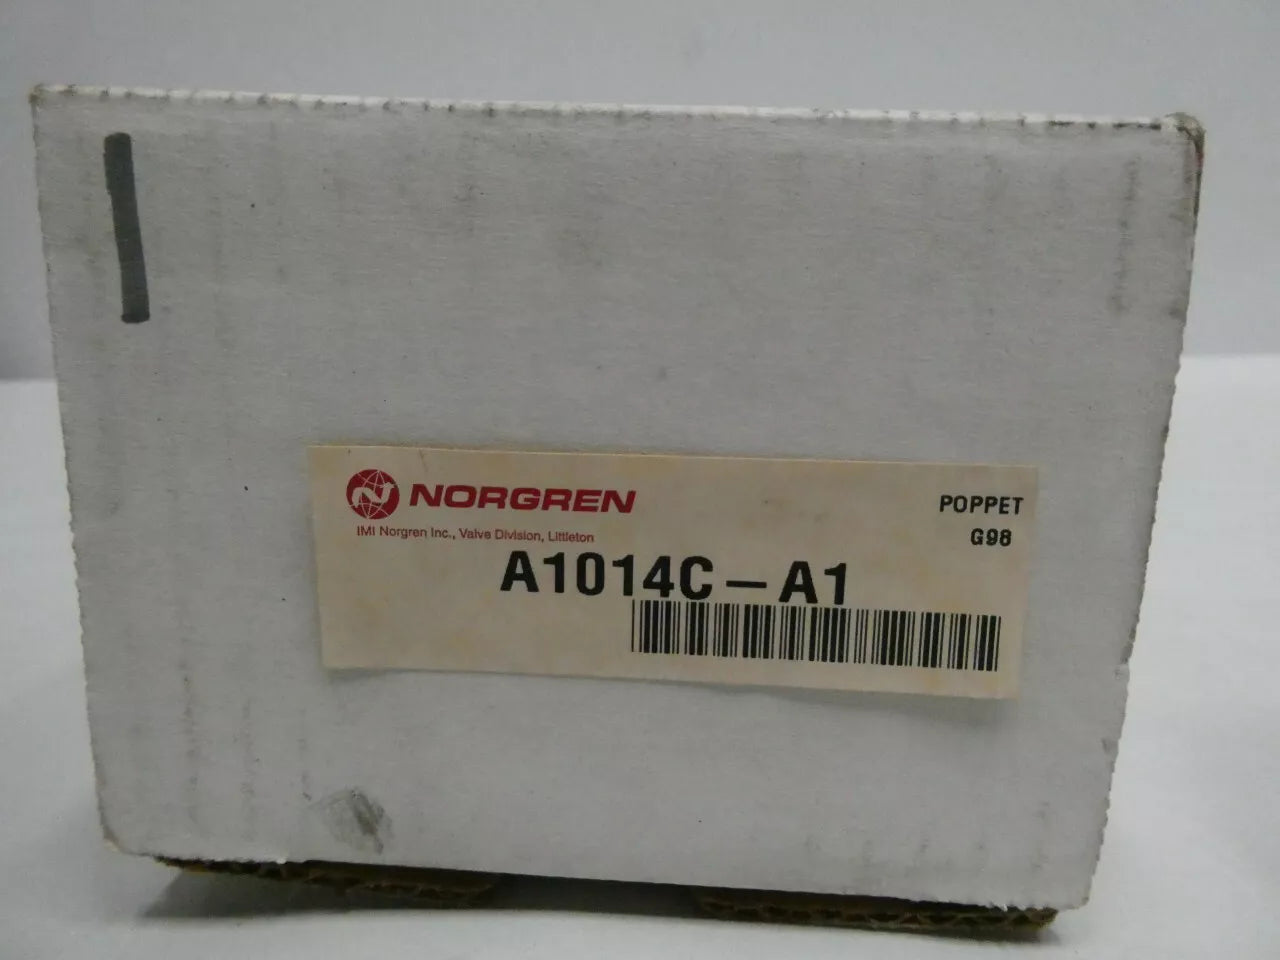 NORGREN
IMI Norgren Inc., Valve Division, Littleton
POPPET
G98
A1014C-A1